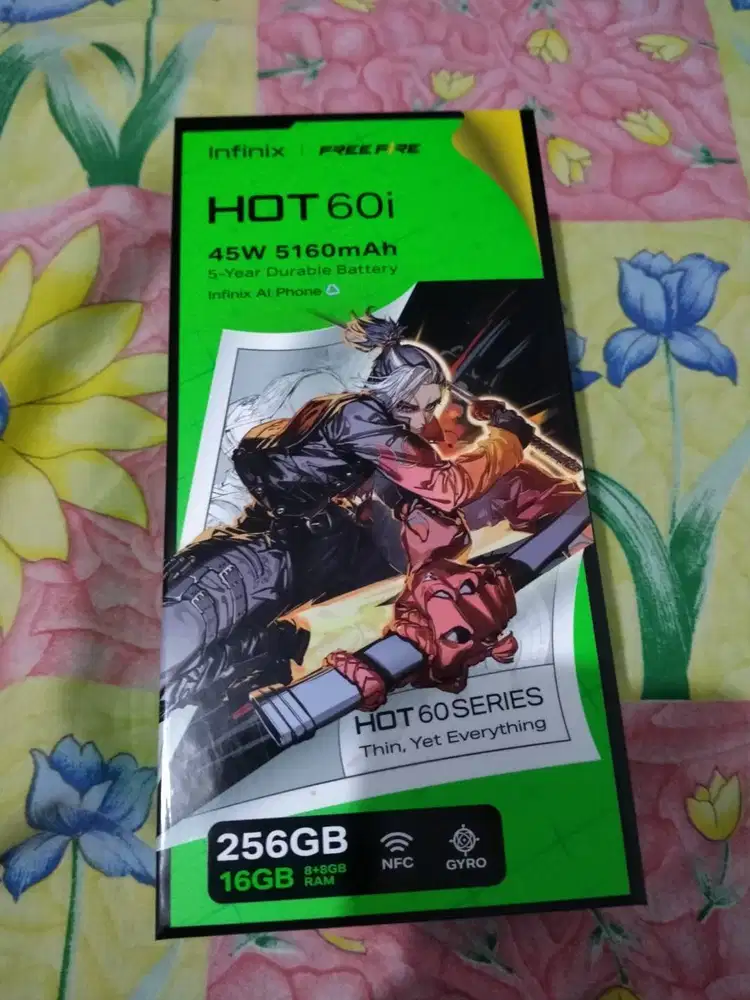 Infinix | FREE FIRE
HOT 60i
45W 5160mAh
5-Year Durable Battery
Infinix AI Phone
HOT 60 SERIES
Thin, Yet Everything
256GB
16GB 8+8GB RAM
NFC
GYRO